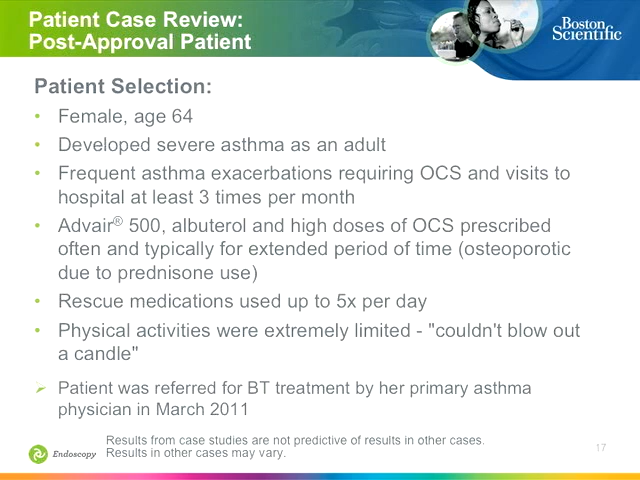 Patient Case Review:
Post-Approval Patient
Boston
Scientific
Patient Selection:
• Female, age 64
• Developed severe asthma as an adult
• Frequent asthma exacerbations requiring OCS and visits to
hospital at least 3 times per month
• Advair® 500, albuterol and high doses of OCS prescribed
often and typically for extended period of time (osteoporotic
due to prednisone use)
• Rescue medications used up to 5x per day
• Physical activities were extremely limited - "couldn't blow out
a candle"
➢ Patient was referred for BT treatment by her primary asthma
physician in March 2011
Results from case studies are not predictive of results in other cases.
Results in other cases may vary.
Endoscopy
17